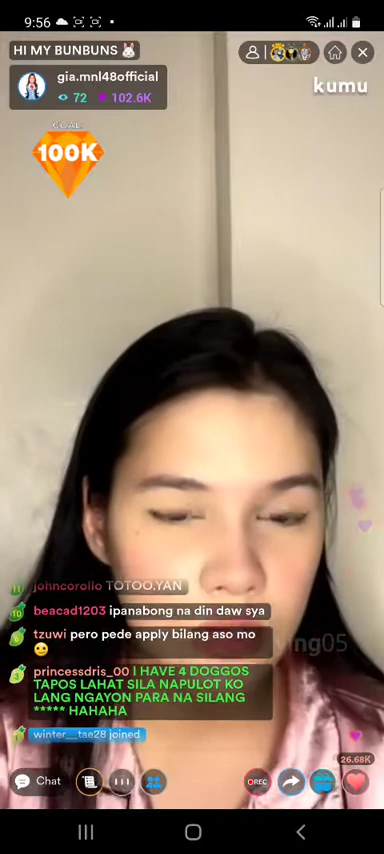 9:56
HI MY BUNBUNS 🐰
gia.mnl48official
72 102.6K
kumu
GOAL
100K
johncorollo TOTOO.YAN
beacad1203 ipanabong na din daw sya
tzuwi pero pede apply bilang aso mo
🙂
ng05
princessdris_00 I HAVE 4 DOGGOS
TAPOS LAHAT SILA NAPULOT KO
LANG NGAYON PARA NA SILANG
***** HAHAHA
winter__tae28 joined
26.68K
Chat
REC